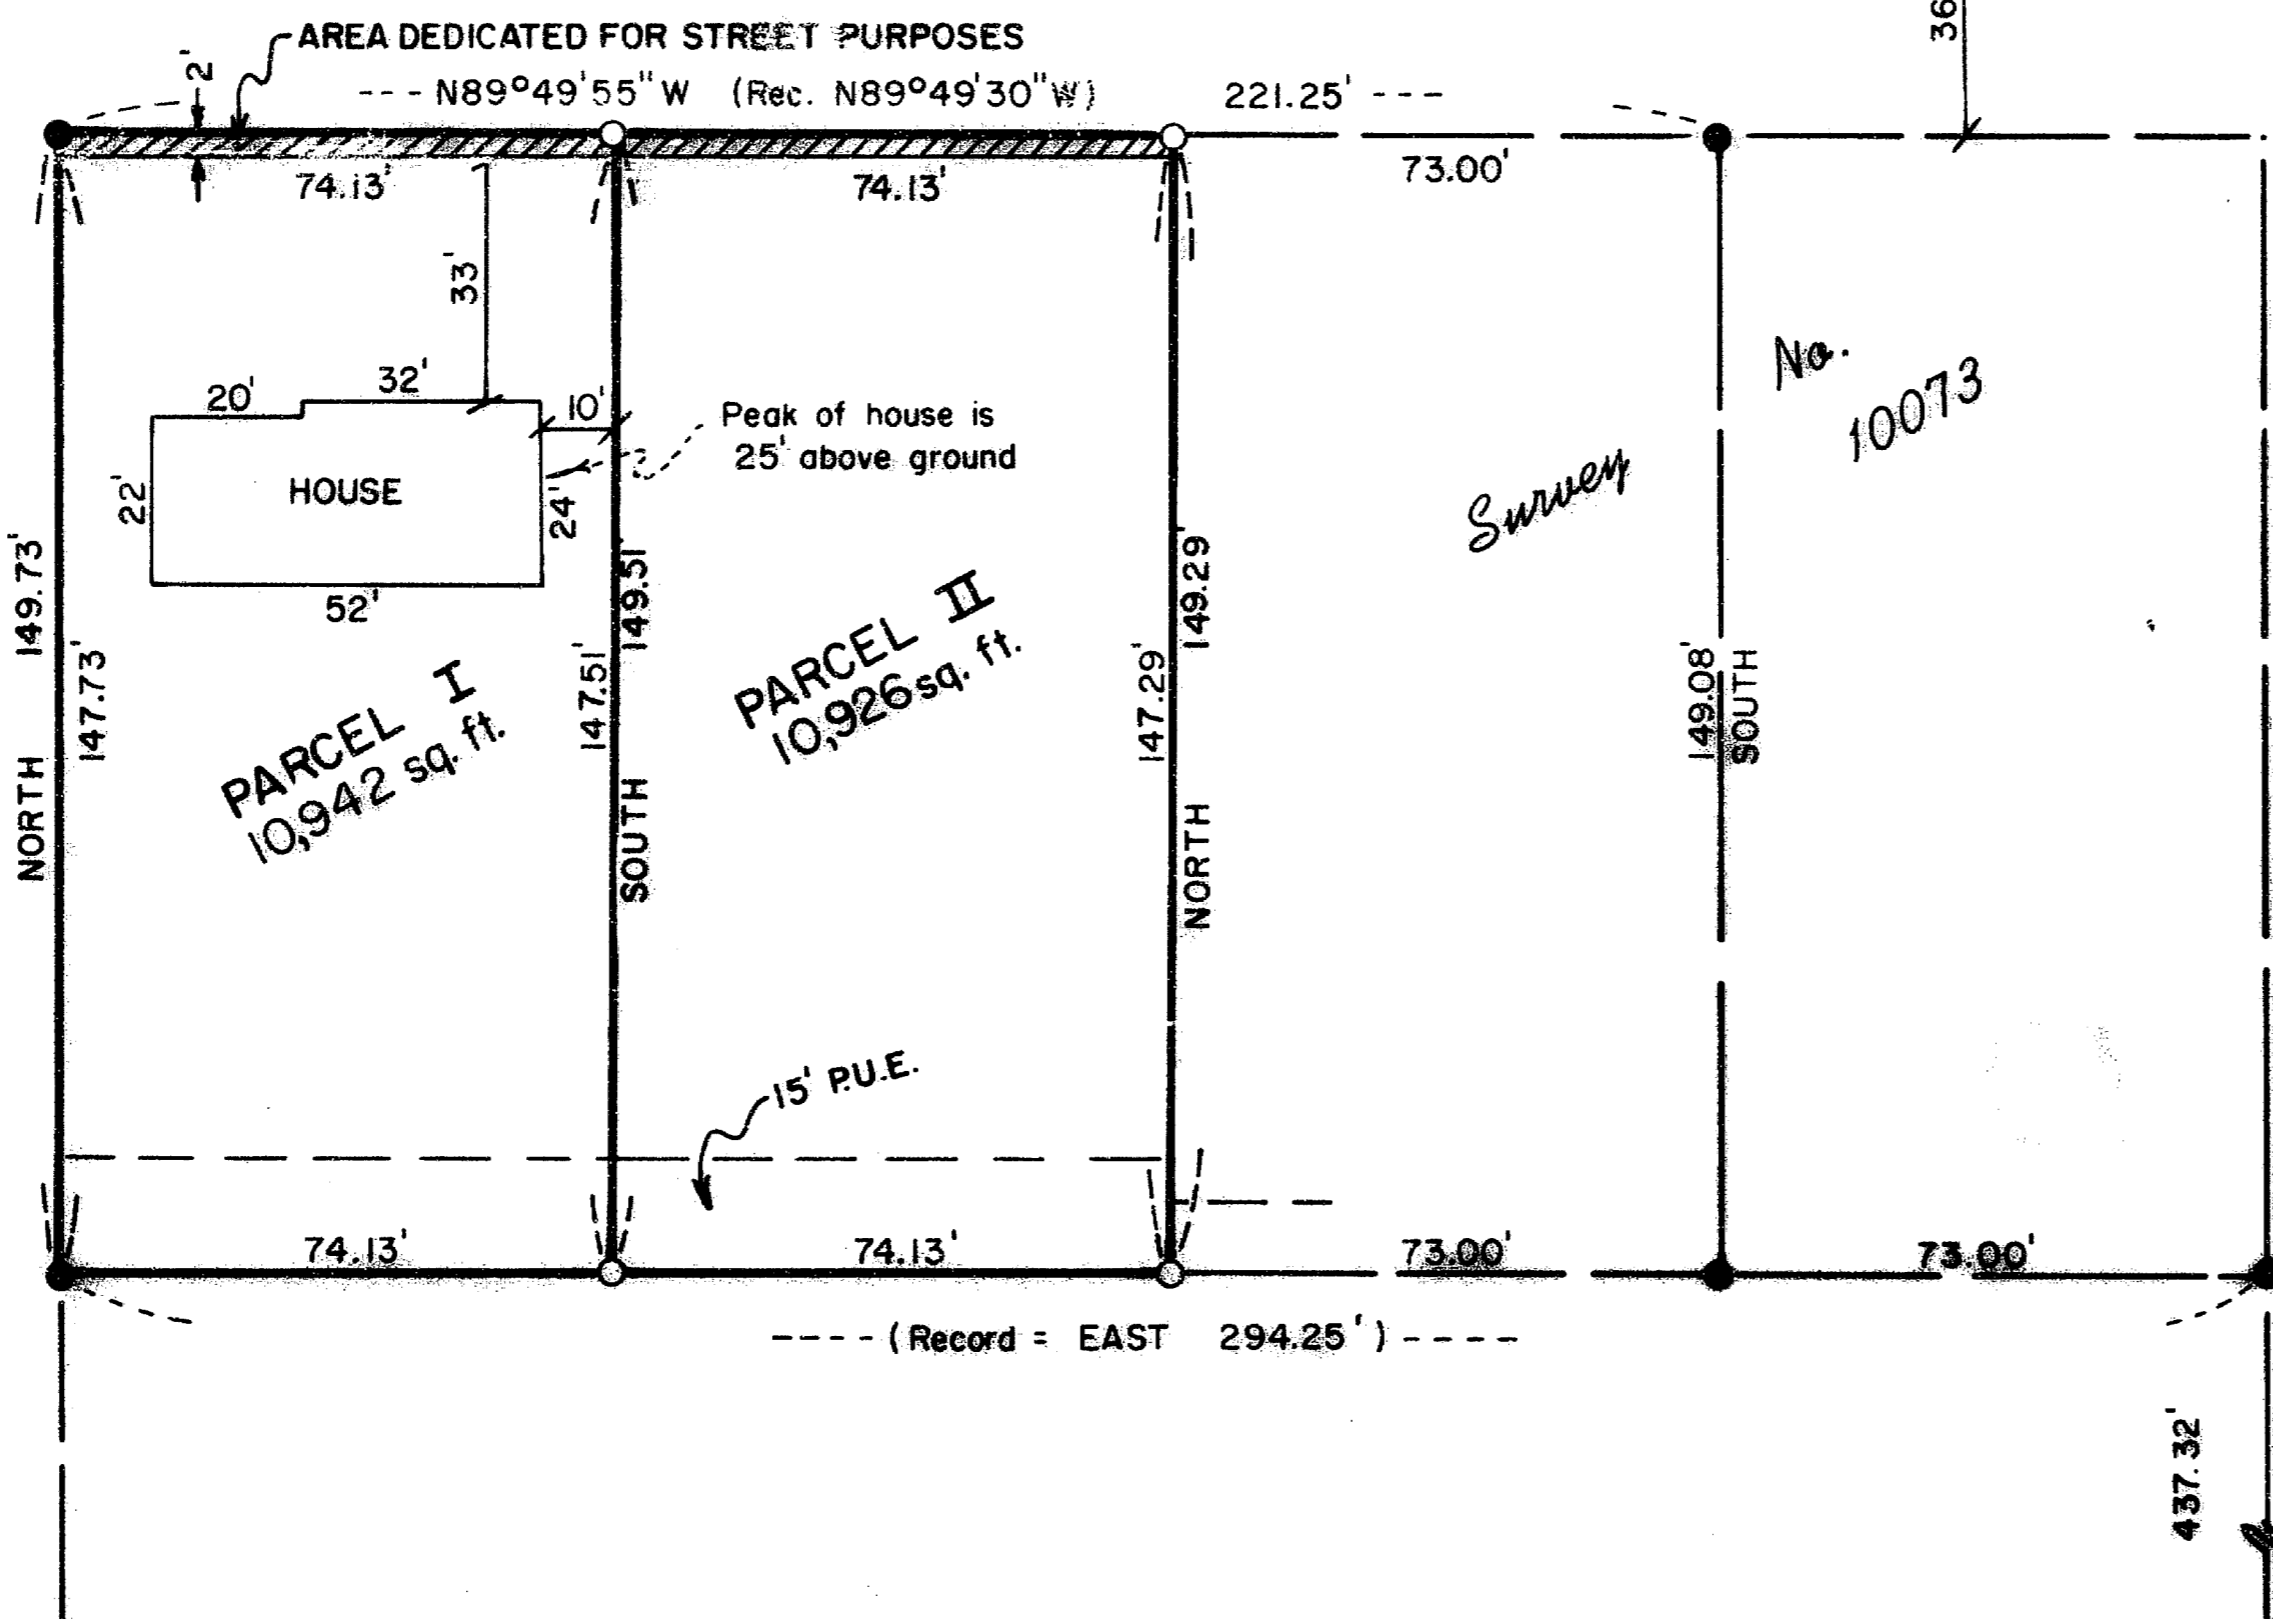 36
AREA DEDICATED FOR STREET PURPOSES
2'
--- N89°49'55"W (Rec. N89°49'30"W) 221.25' ---
74.13'
74.13'
73.00'
33'
20'
32'
10'
Peak of house is
25' above ground
HOUSE
22'
24'
52'
No.
10073
Survey
NORTH 149.73'
147.73'
147.51'
SOUTH 149.51'
147.29'
NORTH 149.29'
149.08'
SOUTH
PARCEL I
10,942 sq. ft.
PARCEL II
10,926 sq. ft.
15' P.U.E.
74.13'
74.13'
73.00'
73.00'
---- (Record = EAST 294.25') ----
437.32'